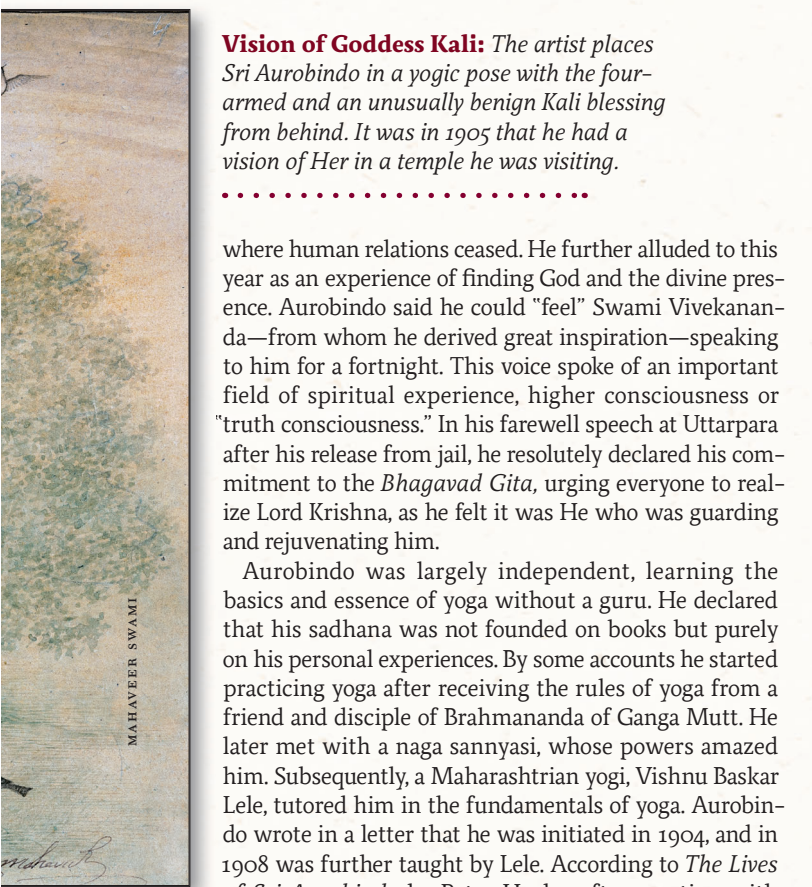 Vision of Goddess Kali: The artist places
Sri Aurobindo in a yogic pose with the four-
armed and an unusually benign Kali blessing
from behind. It was in 1905 that he had a
vision of Her in a temple he was visiting.
where human relations ceased. He further alluded to this
year as an experience of finding God and the divine pres-
ence. Aurobindo said he could “feel” Swami Vivekanan-
da—from whom he derived great inspiration—speaking
to him for a fortnight. This voice spoke of an important
field of spiritual experience, higher consciousness or
“truth consciousness.” In his farewell speech at Uttarpara
after his release from jail, he resolutely declared his com-
mitment to the Bhagavad Gita, urging everyone to real-
ize Lord Krishna, as he felt it was He who was guarding
and rejuvenating him.
Aurobindo was largely independent, learning the
basics and essence of yoga without a guru. He declared
that his sadhana was not founded on books but purely
on his personal experiences. By some accounts he started
practicing yoga after receiving the rules of yoga from a
friend and disciple of Brahmananda of Ganga Mutt. He
later met with a naga sannyasi, whose powers amazed
him. Subsequently, a Maharashtrian yogi, Vishnu Baskar
Lele, tutored him in the fundamentals of yoga. Aurobin-
do wrote in a letter that he was initiated in 1904, and in
1908 was further taught by Lele. According to The Lives
MAHAVEER SWAMI